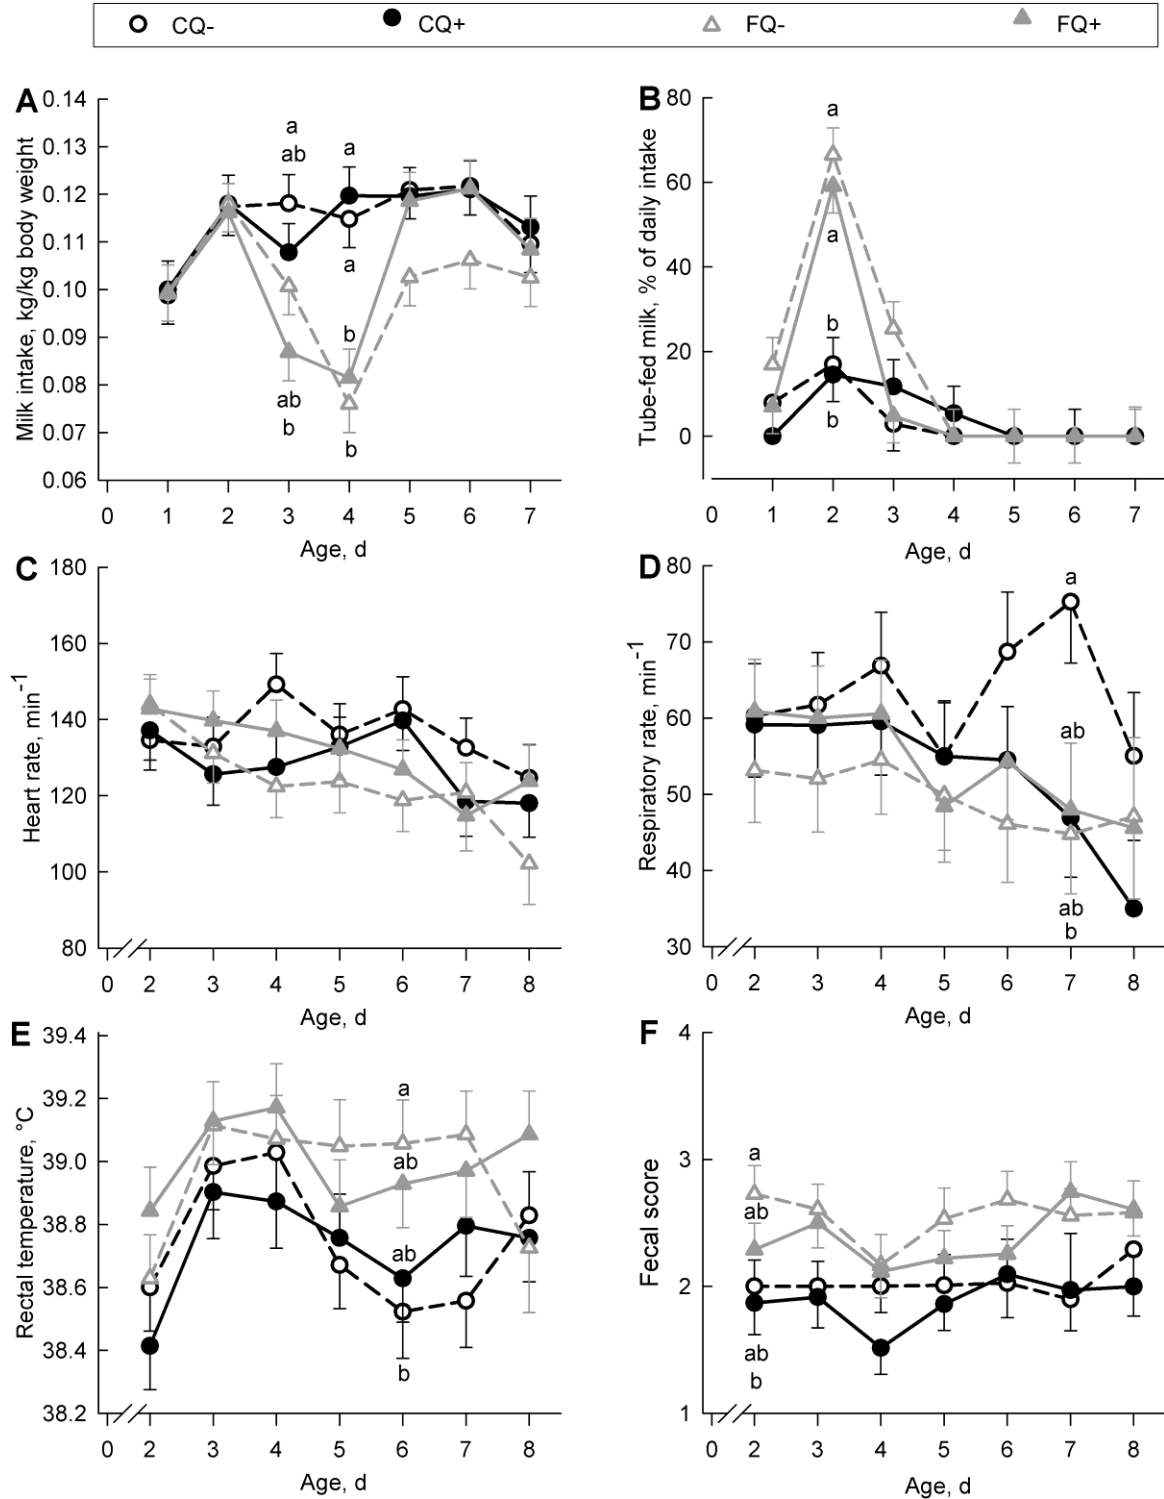 CQ- CQ+ FQ- FQ+
A
Milk intake, kg/kg body weight
0.14
0.13
0.12
0.11
0.10
0.09
0.08
0.07
0.06
a
ab
a
a
b
ab
b
b
0 1 2 3 4 5 6 7
Age, d
B
Tube-fed milk, % of daily intake
80
60
40
20
0
a
a
b
b
0 1 2 3 4 5 6 7
Age, d
C
Heart rate, min-1
180
160
140
120
100
80
0 2 3 4 5 6 7 8
Age, d
D
Respiratory rate, min-1
80
70
60
50
40
30
a
ab
ab
b
0 2 3 4 5 6 7 8
Age, d
E
Rectal temperature, °C
39.4
39.2
39.0
38.8
38.6
38.4
38.2
a
ab
ab
b
0 2 3 4 5 6 7 8
Age, d
F
Fecal score
4
3
2
1
a
ab
ab
b
0 2 3 4 5 6 7 8
Age, d